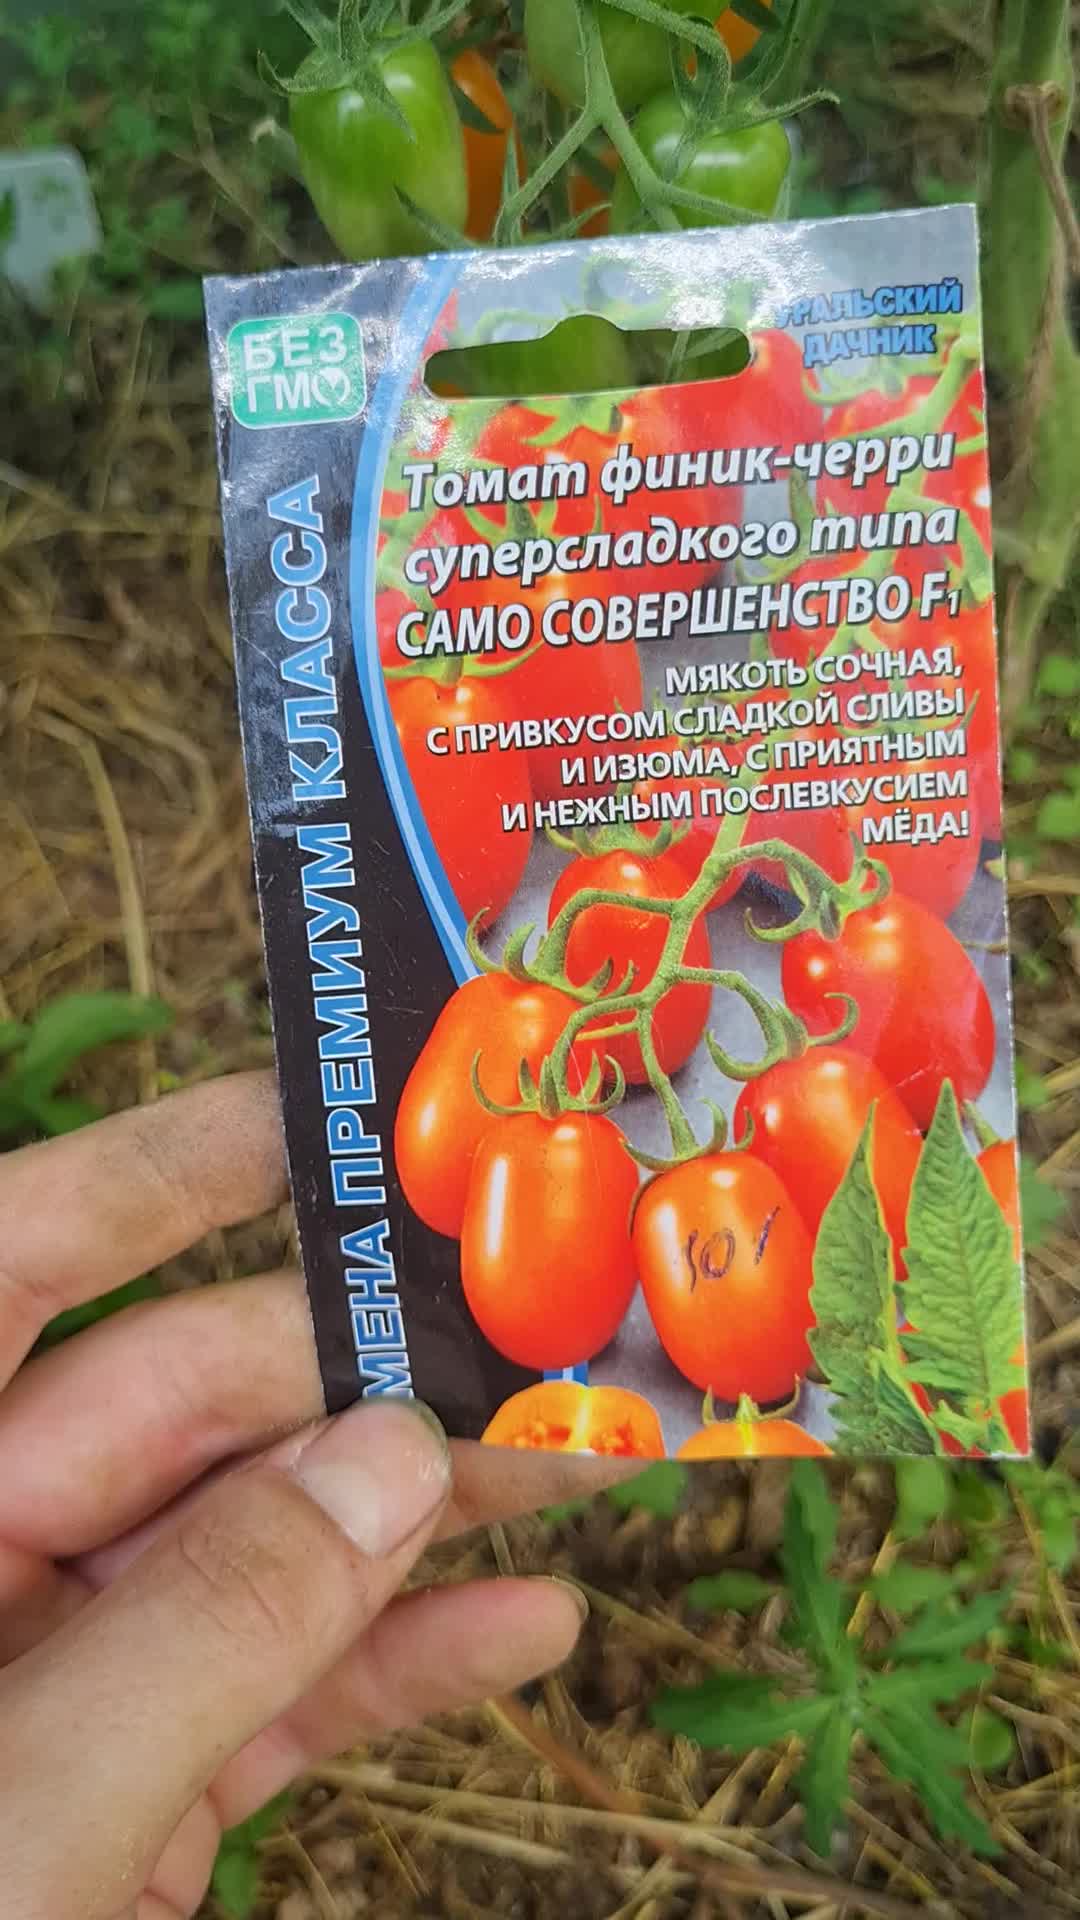 УРАЛЬСКИЙ
ДАЧНИК
БЕЗ
ГМО
Томат финик-черри
суперсладкого типа
САМО СОВЕРШЕНСТВО F1
МЯКОТЬ СОЧНАЯ,
С ПРИВКУСОМ СЛАДКОЙ СЛИВЫ
И ИЗЮМА, С ПРИЯТНЫМ
И НЕЖНЫМ ПОСЛЕВКУСИЕМ
МЁДА!
МЕНА ПРЕМИУМ КЛАССА